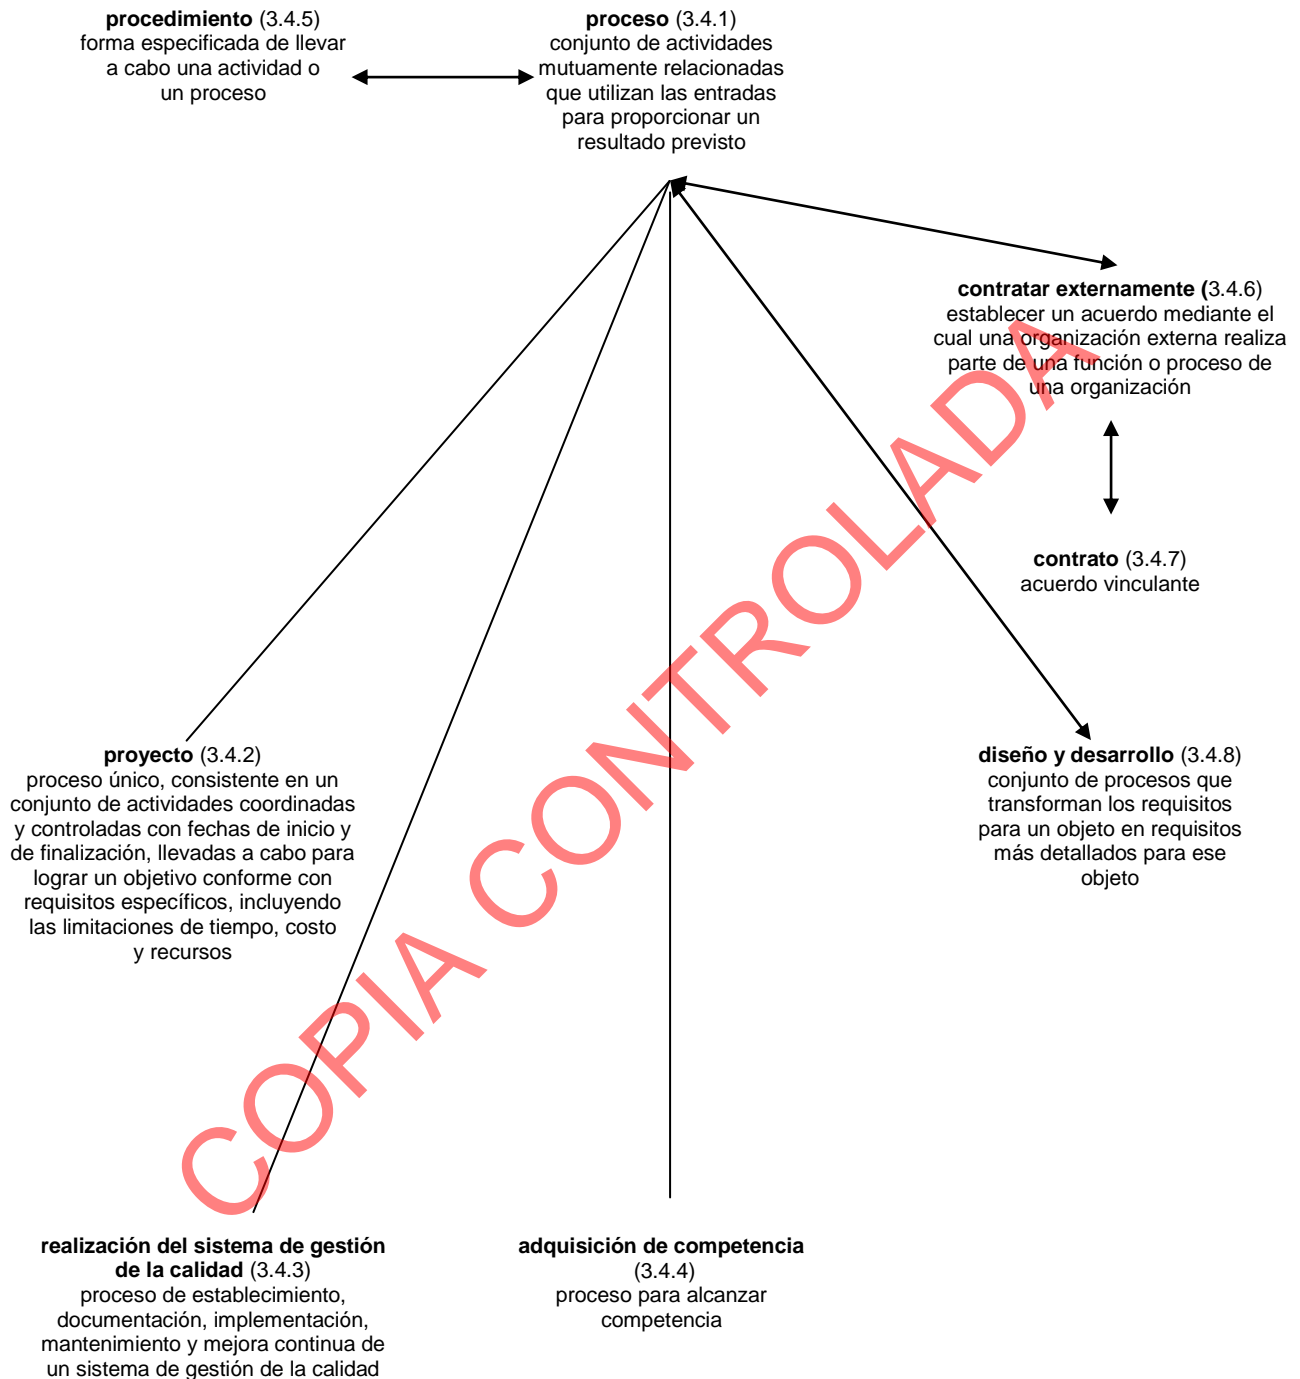 procedimiento (3.4.5)
forma especificada de llevar
a cabo una actividad o
un proceso
proceso (3.4.1)
conjunto de actividades
mutuamente relacionadas
que utilizan las entradas
para proporcionar un
resultado previsto
contratar externamente (3.4.6)
establecer un acuerdo mediante el
cual una organización externa realiza
parte de una función o proceso de
una organización
contrato (3.4.7)
acuerdo vinculante
proyecto (3.4.2)
proceso único, consistente en un
conjunto de actividades coordinadas
y controladas con fechas de inicio y
de finalización, llevadas a cabo para
lograr un objetivo conforme con
requisitos específicos, incluyendo
las limitaciones de tiempo, costo
y recursos
diseño y desarrollo (3.4.8)
conjunto de procesos que
transforman los requisitos
para un objeto en requisitos
más detallados para ese
objeto
realización del sistema de gestión
de la calidad (3.4.3)
proceso de establecimiento,
documentación, implementación,
mantenimiento y mejora continua de
un sistema de gestión de la calidad
adquisición de competencia
(3.4.4)
proceso para alcanzar
competencia
COPIA CONTROLADA